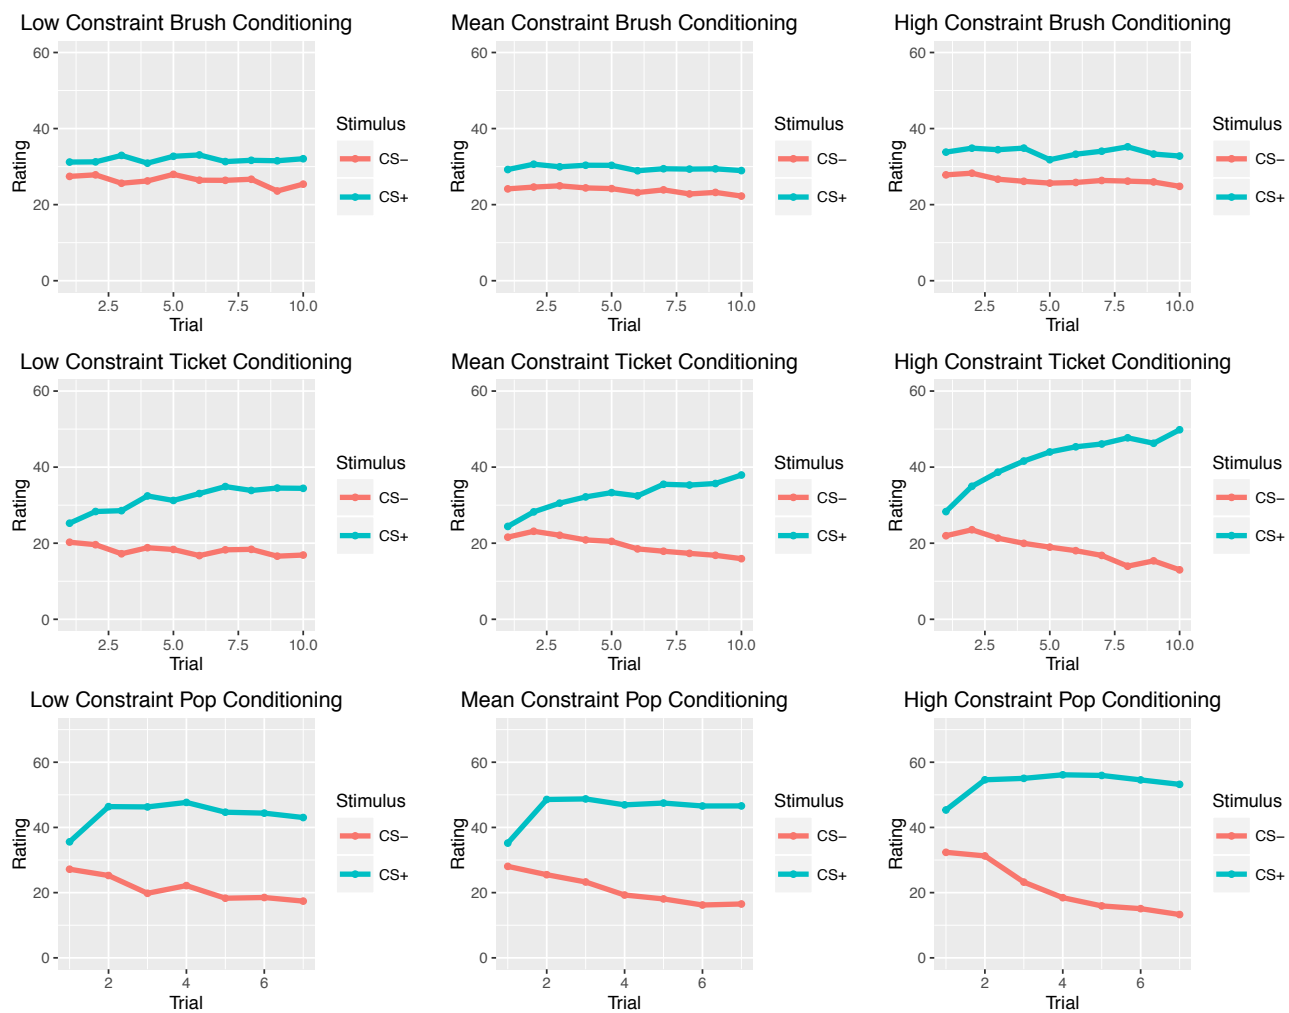 Low Constraint Brush Conditioning
60
40
20
0
Rating
2.5 5.0 7.5 10.0
Trial
Stimulus
CS−
CS+
Mean Constraint Brush Conditioning
60
40
20
0
Rating
2.5 5.0 7.5 10.0
Trial
Stimulus
CS−
CS+
High Constraint Brush Conditioning
60
40
20
0
Rating
2.5 5.0 7.5 10.0
Trial
Stimulus
CS−
CS+
Low Constraint Ticket Conditioning
60
40
20
0
Rating
2.5 5.0 7.5 10.0
Trial
Stimulus
CS−
CS+
Mean Constraint Ticket Conditioning
60
40
20
0
Rating
2.5 5.0 7.5 10.0
Trial
Stimulus
CS−
CS+
High Constraint Ticket Conditioning
60
40
20
0
Rating
2.5 5.0 7.5 10.0
Trial
Stimulus
CS−
CS+
Low Constraint Pop Conditioning
60
40
20
0
Rating
2 4 6
Trial
Stimulus
CS−
CS+
Mean Constraint Pop Conditioning
60
40
20
0
Rating
2 4 6
Trial
Stimulus
CS−
CS+
High Constraint Pop Conditioning
60
40
20
0
Rating
2 4 6
Trial
Stimulus
CS−
CS+